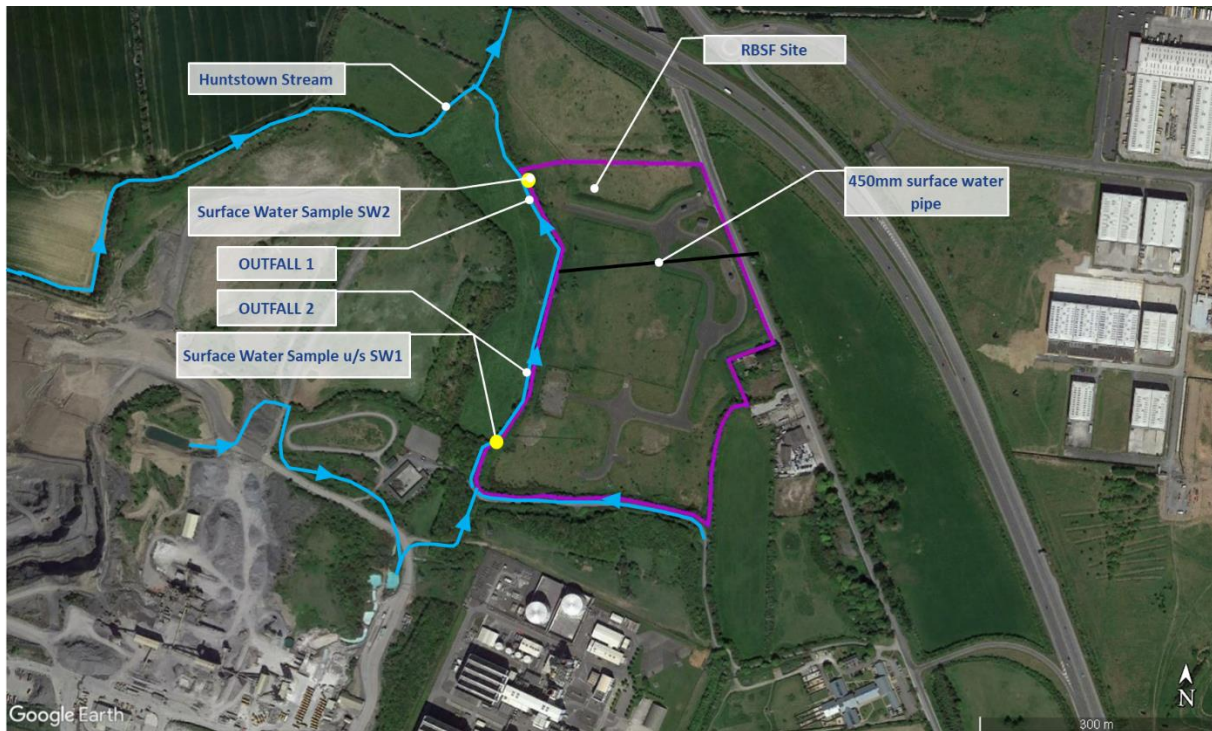 RBSF Site
Huntstown Stream
450mm surface water
pipe
Surface Water Sample SW2
OUTFALL 1
OUTFALL 2
Surface Water Sample u/s SW1
N
Google Earth
300 m